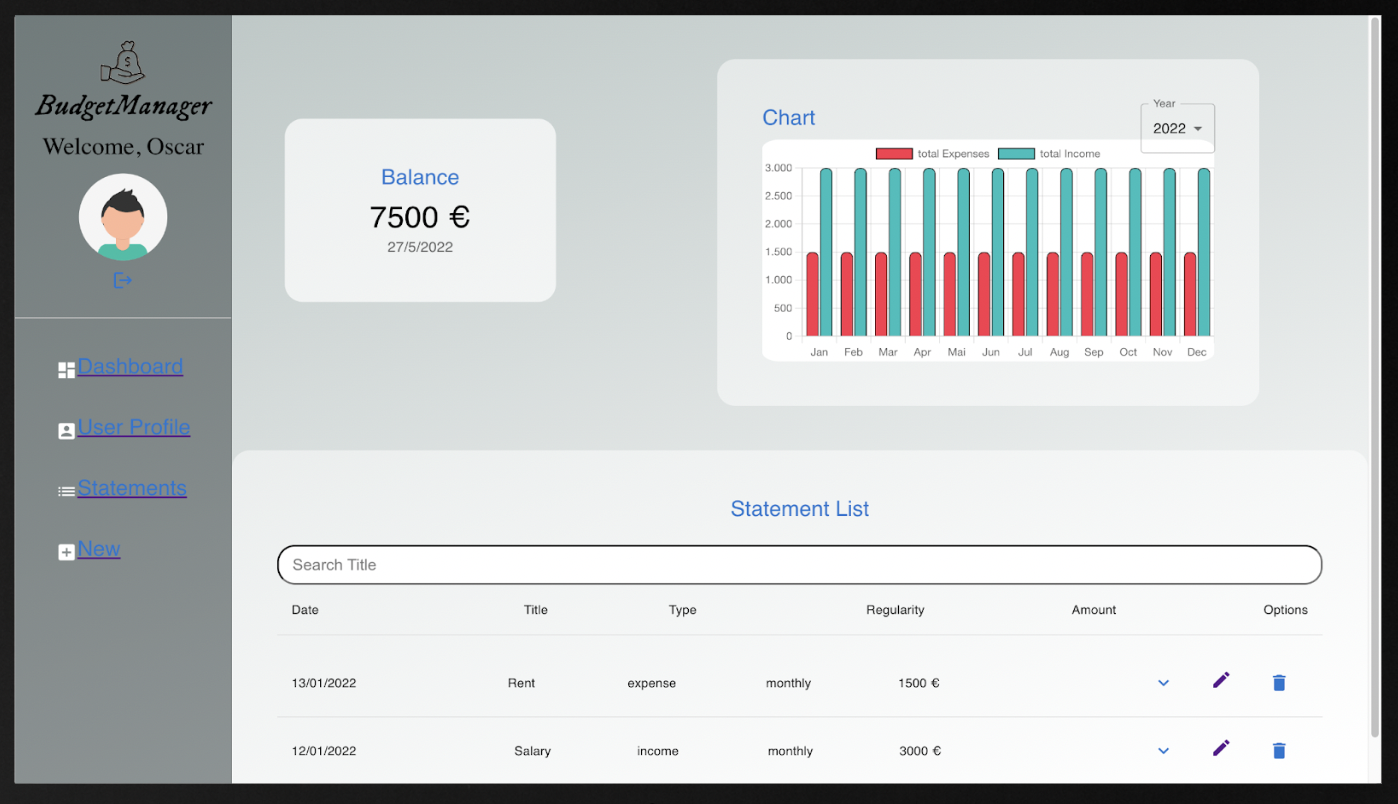 $
BudgetManager
Welcome, Oscar
Dashboard
User Profile
Statements
New
Balance
7500 €
27/5/2022
Chart
Year
2022
total Expenses total Income
3.000
2.500
2.000
1.500
1.000
500
0
Jan Feb Mar Apr Mai Jun Jul Aug Sep Oct Nov Dec
Statement List
Search Title
Date Title Type Regularity Amount Options
13/01/2022 Rent expense monthly 1500 €
12/01/2022 Salary income monthly 3000 €